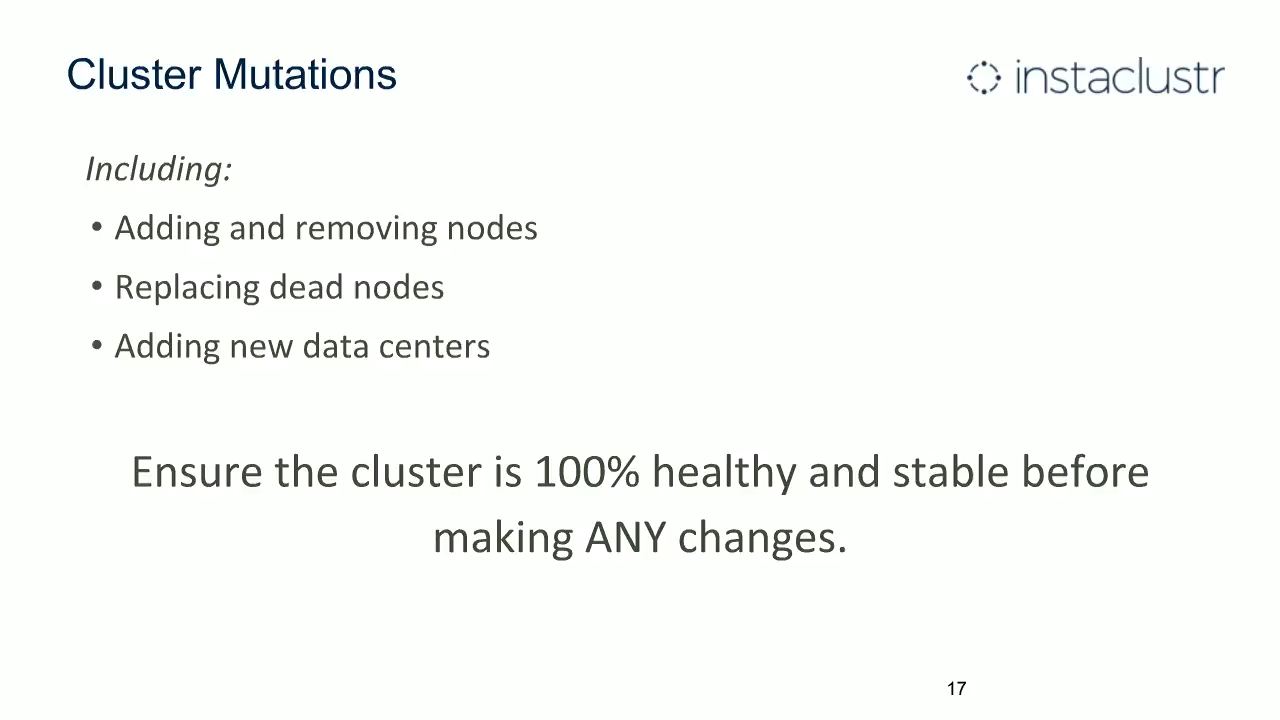 Cluster Mutations
instaclustr
Including:
• Adding and removing nodes
• Replacing dead nodes
• Adding new data centers
Ensure the cluster is 100% healthy and stable before
making ANY changes.
17